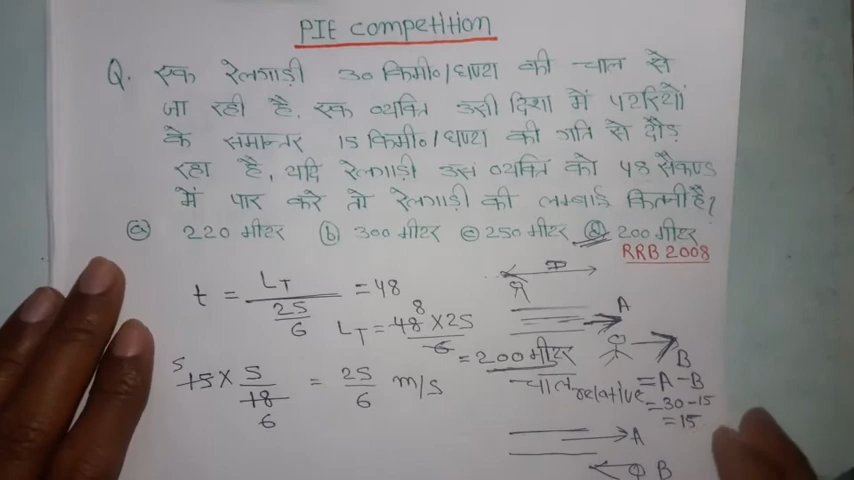 PIE competition
Q. एक रेलगाड़ी 30 किमी०/घण्टा की चाल से
जा रही है. एक व्यक्ति उसी दिशा में पटरियों
के समान्तर 15 किमी०/घण्टा की गति से दौड़
रहा है, यदि रेलगाड़ी उस व्यक्ति को 48 सैकण्ड
में पार करे तो रेलगाड़ी की लम्बाई कितनी है?
(a) 220 मीटर (b) 300 मीटर (c) 250 मीटर (d) 200 मीटर
RRB 2008
t = LT / (25/6) = 48
LT = 48 8 × 25 / 6
= 200 मीटर
15 5 × 5 / 18 6 = 25/6 m/s
A
B
चाल relative = A - B
= 30 - 15
= 15
A
B